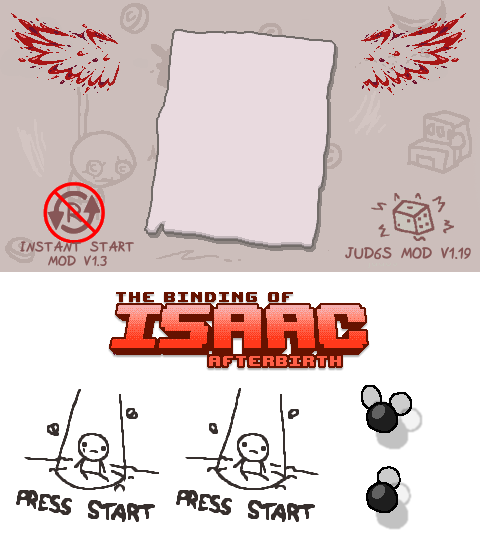 R
INSTANT START
MOD V1.3
JUD6S MOD V1.19
THE BINDING OF
ISAAC
AFTERBIRTH
PRESS START
PRESS START